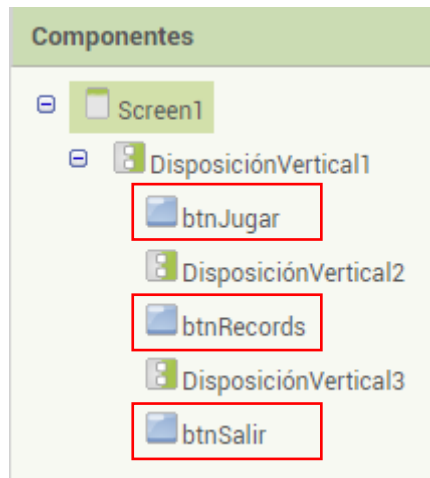 Componentes
Screen1
DisposiciónVertical1
btnJugar
DisposiciónVertical2
btnRecords
DisposiciónVertical3
btnSalir